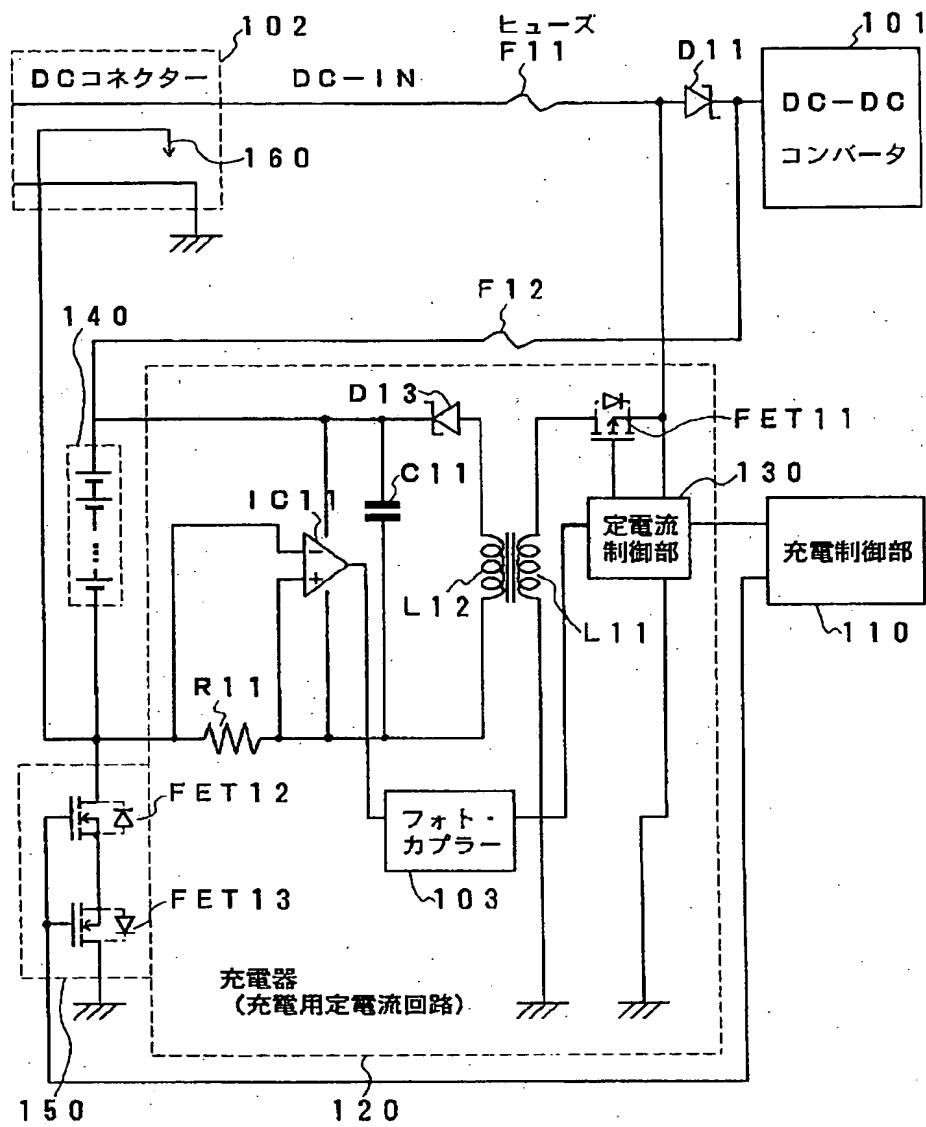 102
ヒューズ
F11
D11
101
DCコネクター
DC-IN
DC-DC
コンバータ
160
F12
140
D13
FET11
C11
130
IC11
定電流
制御部
充電制御部
L12
L11
110
R11
FET12
フォト・
カプラー
FET13
103
充電器
(充電用定電流回路)
150
120